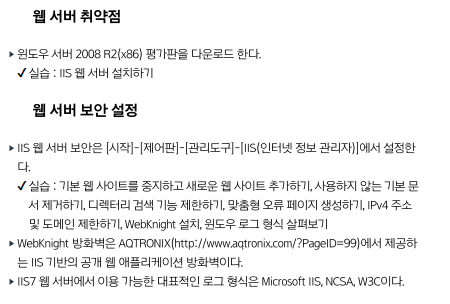 웹 서버 취약점
▶ 윈도우 서버 2008 R2(x86) 평가판을 다운로드 한다.
✔ 실습 : IIS 웹 서버 설치하기
웹 서버 보안 설정
▶ IIS 웹 서버 보안은 [시작]-[제어판]-[관리도구]-[IIS(인터넷 정보 관리자)]에서 설정한
다.
✔ 실습 : 기본 웹 사이트를 중지하고 새로운 웹 사이트 추가하기, 사용하지 않는 기본 문
서 제거하기, 디렉터리 검색 기능 제한하기, 맞춤형 오류 페이지 생성하기, IPv4 주소
및 도메인 제한하기, WebKnight 설치, 윈도우 로그 형식 살펴보기
▶ WebKnight 방화벽은 AQTRONIX(http://www.aqtronix.com/?PageID=99)에서 제공하
는 IIS 기반의 공개 웹 애플리케이션 방화벽이다.
▶ IIS7 웹 서버에서 이용 가능한 대표적인 로그 형식은 Microsoft IIS, NCSA, W3C이다.